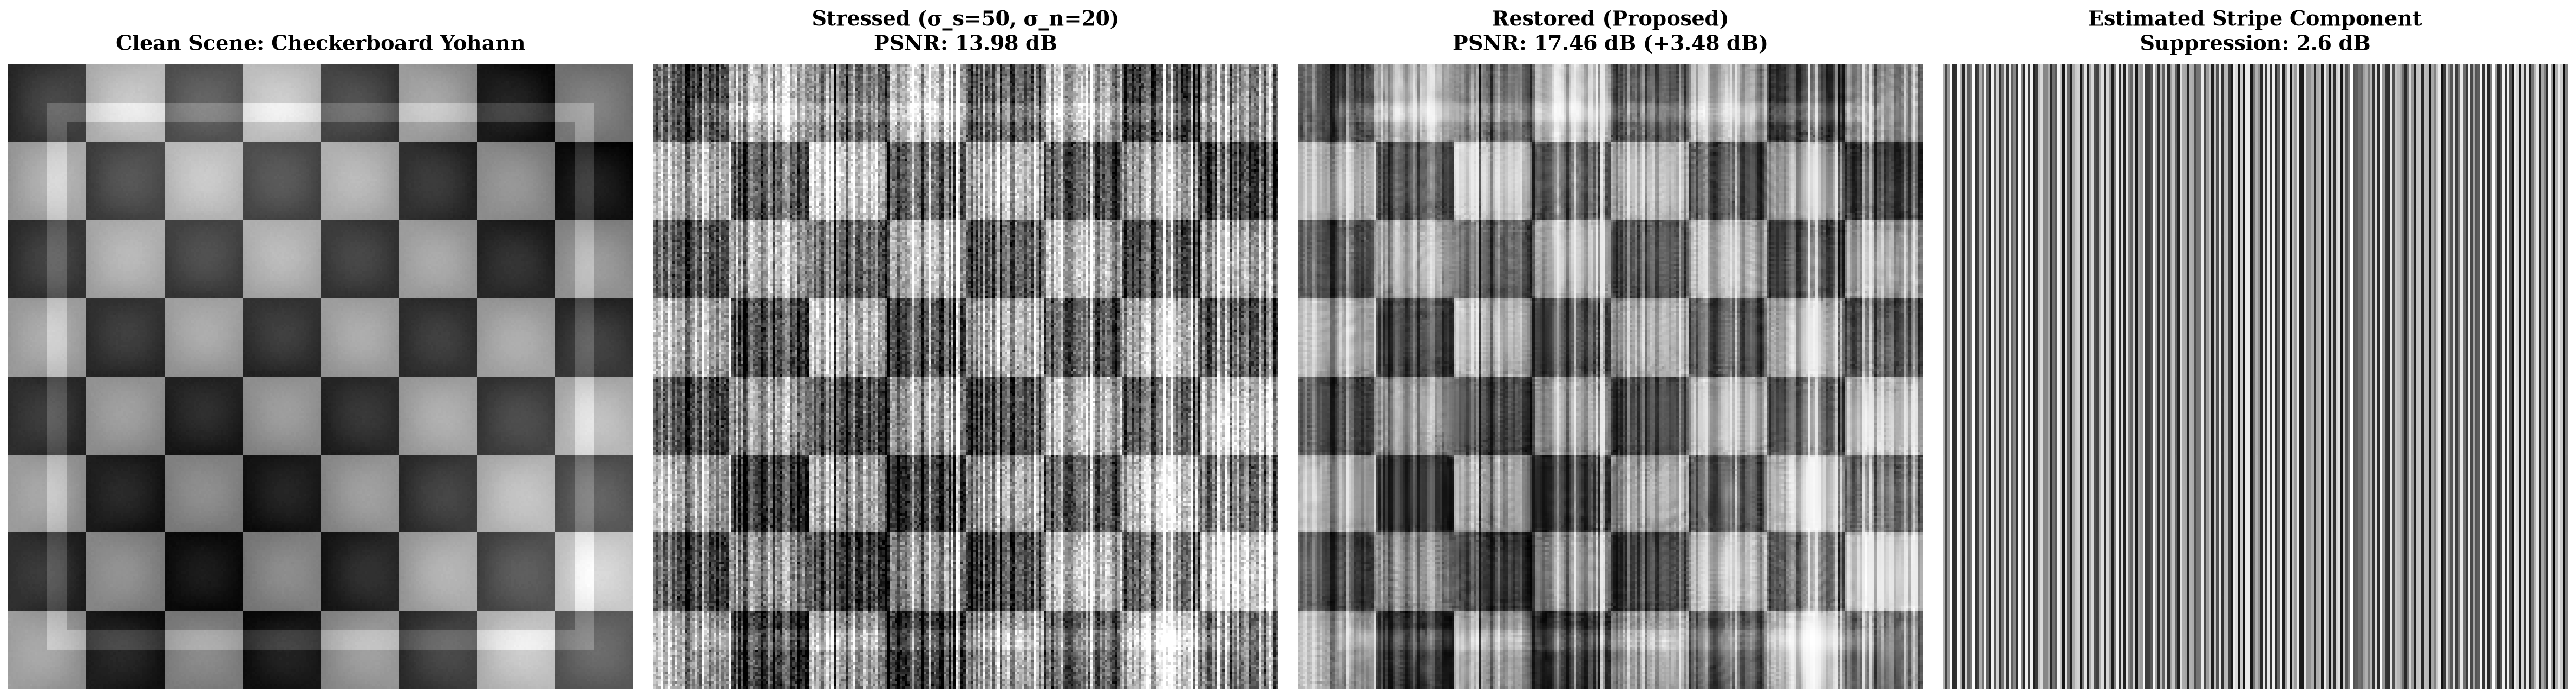 Clean Scene: Checkerboard Yohann
Stressed (σ_s=50, σ_n=20)
PSNR: 13.98 dB
Restored (Proposed)
PSNR: 17.46 dB (+3.48 dB)
Estimated Stripe Component
Suppression: 2.6 dB